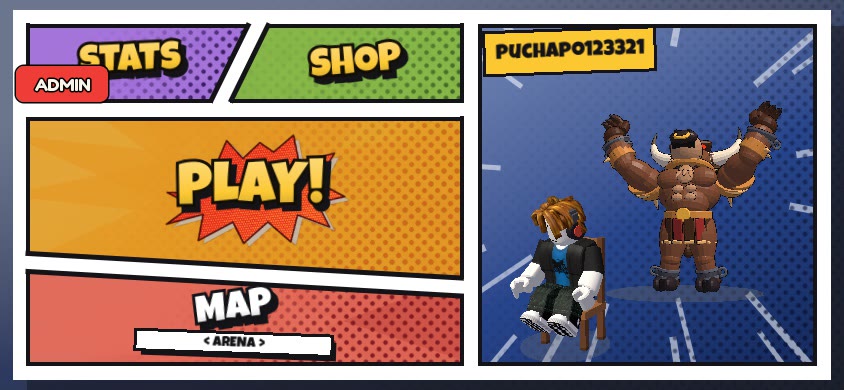 STATS
SHOP
ADMIN
PUCHAPO123321
PLAY!
MAP
< ARENA >